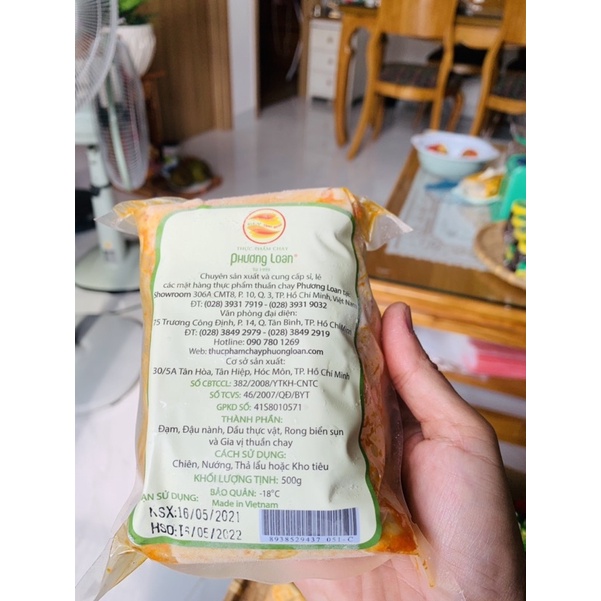 THỰC PHẨM CHAY
Phương Loan®
Chuyên sản xuất và cung cấp sỉ, lẻ
các mặt hàng thực phẩm thuần chay Phương Loan tại:
Showroom 306A CMT8, P. 10, Q. 3, TP. Hồ Chí Minh, Việt Nam
ĐT: (028) 3931 7919 - (028) 3931 9032
Văn phòng đại diện:
75 Trương Công Định, P. 14, Q. Tân Bình, TP. Hồ Chí Minh
ĐT: (028) 3849 2979 - (028) 3849 2919
Hotline: 090 780 1269
Web: thucphamchayphuongloan.com
Cơ sở sản xuất:
30/5A Tân Hòa, Tân Hiệp, Hóc Môn, TP. Hồ Chí Minh
SỐ CBTCCL: 382/2008/YTKH-CNTC
SỐ TCVS: 46/2007/QĐ/BYT
GPKD SỐ: 41S8010571
THÀNH PHẦN:
Đạm, Đậu nành, Dầu thực vật, Rong biển sụn
và Gia vị thuần chay
CÁCH SỬ DỤNG:
Chiên, Nướng, Thả lẩu hoặc Kho tiêu
KHỐI LƯỢNG TỊNH: 500g
BẢO QUẢN: -18°C
AN SỬ DỤNG: Made in Vietnam
NSX:16/05/2021
HSD:15/05/2022
8938529437 051-C